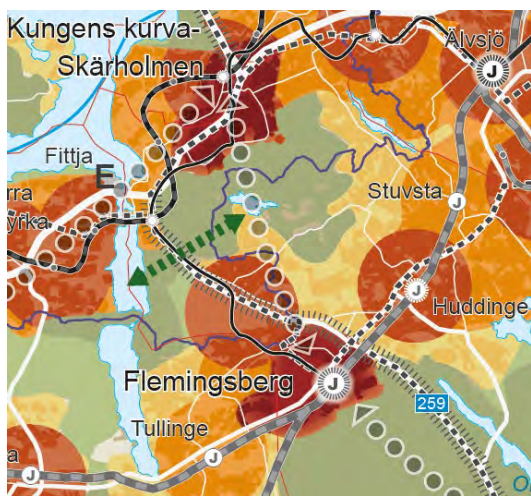 Kungens kurva-
Skärholmen
Älvsjö
J
Fittja
E
rra
yrka
Stuvsta
J
J
Huddinge
Flemingsberg
J
259
Tullinge
J
a
J
O